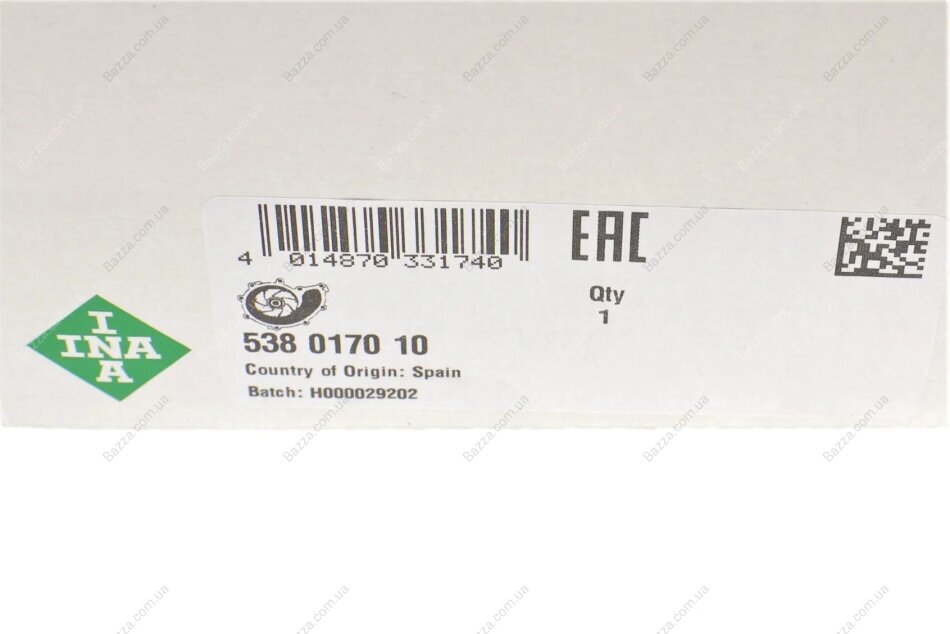 4 014870 331740
EAC
Qty
1
538 0170 10
Country of Origin: Spain
Batch: H000029202
INA
INA
Bazza.com.ua